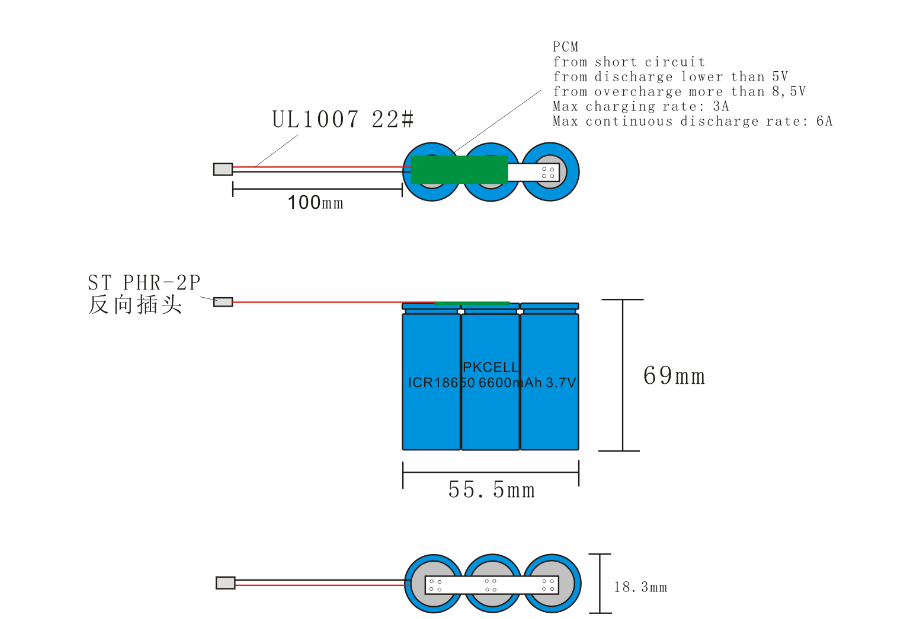 PCM
from short circuit
from discharge lower than 5V
from overcharge more than 8,5V
Max charging rate: 3A
Max continuous discharge rate: 6A
UL1007 22#
100mm
ST PHR-2P
反向插头
PKCELL
ICR18650 6600mAh 3.7V
69mm
55.5mm
18.3mm